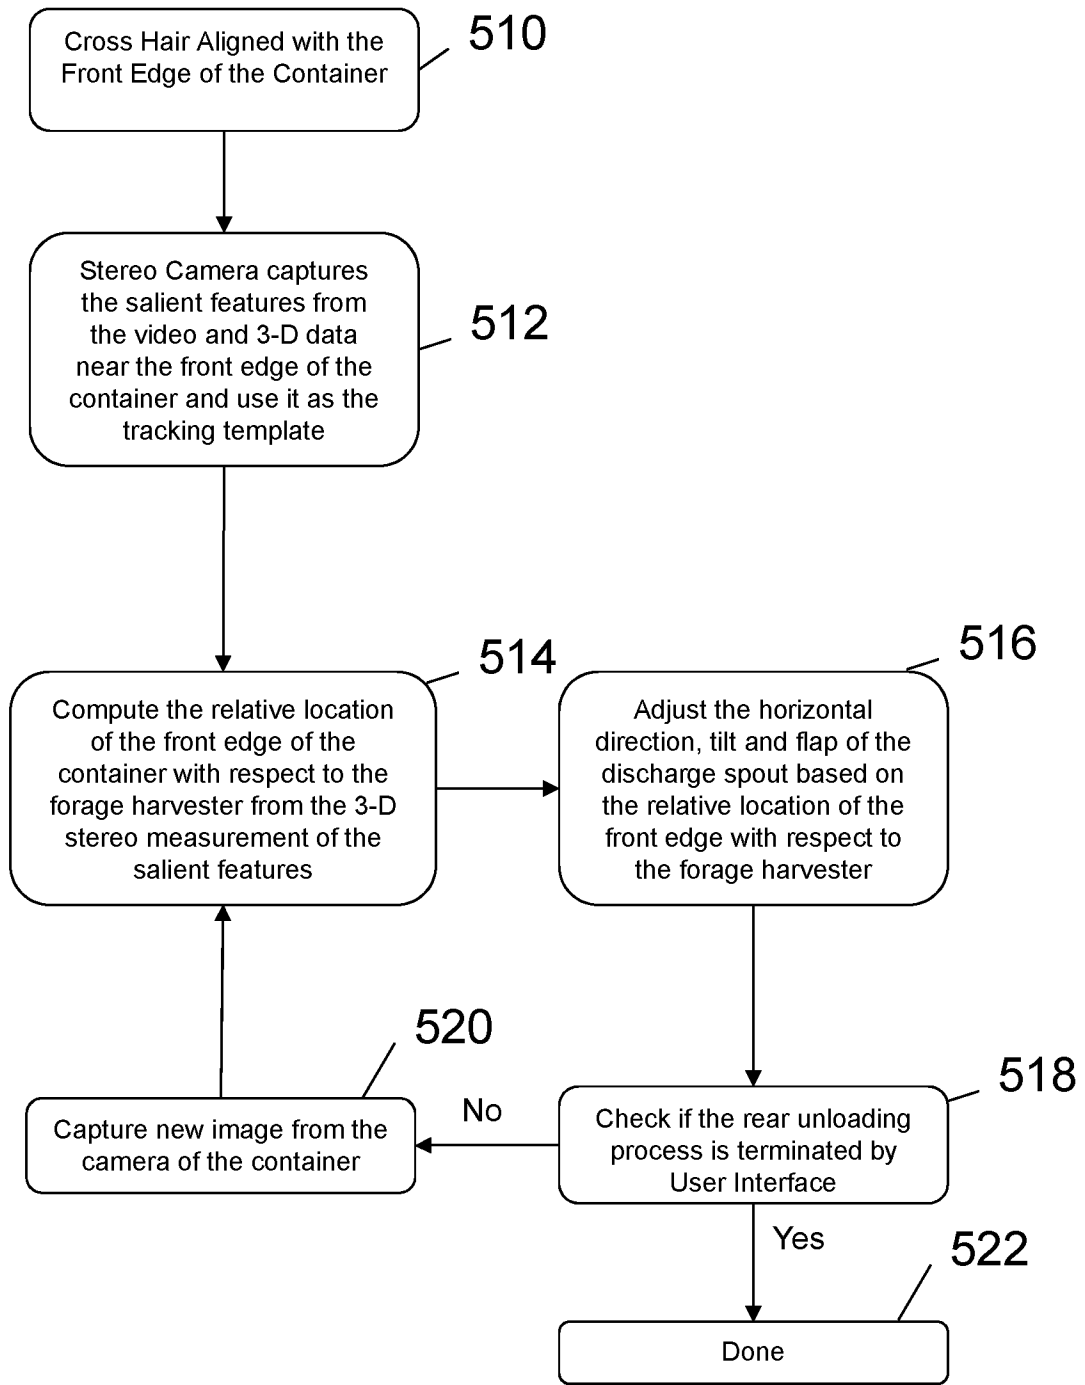 Cross Hair Aligned with the
Front Edge of the Container
510
Stereo Camera captures
the salient features from
the video and 3-D data
near the front edge of the
container and use it as the
tracking template
512
Compute the relative location
of the front edge of the
container with respect to the
forage harvester from the 3-D
stereo measurement of the
salient features
514
Adjust the horizontal
direction, tilt and flap of the
discharge spout based on
the relative location of the
front edge with respect to
the forage harvester
516
Check if the rear unloading
process is terminated by
User Interface
518
No
Capture new image from the
camera of the container
520
Yes
Done
522